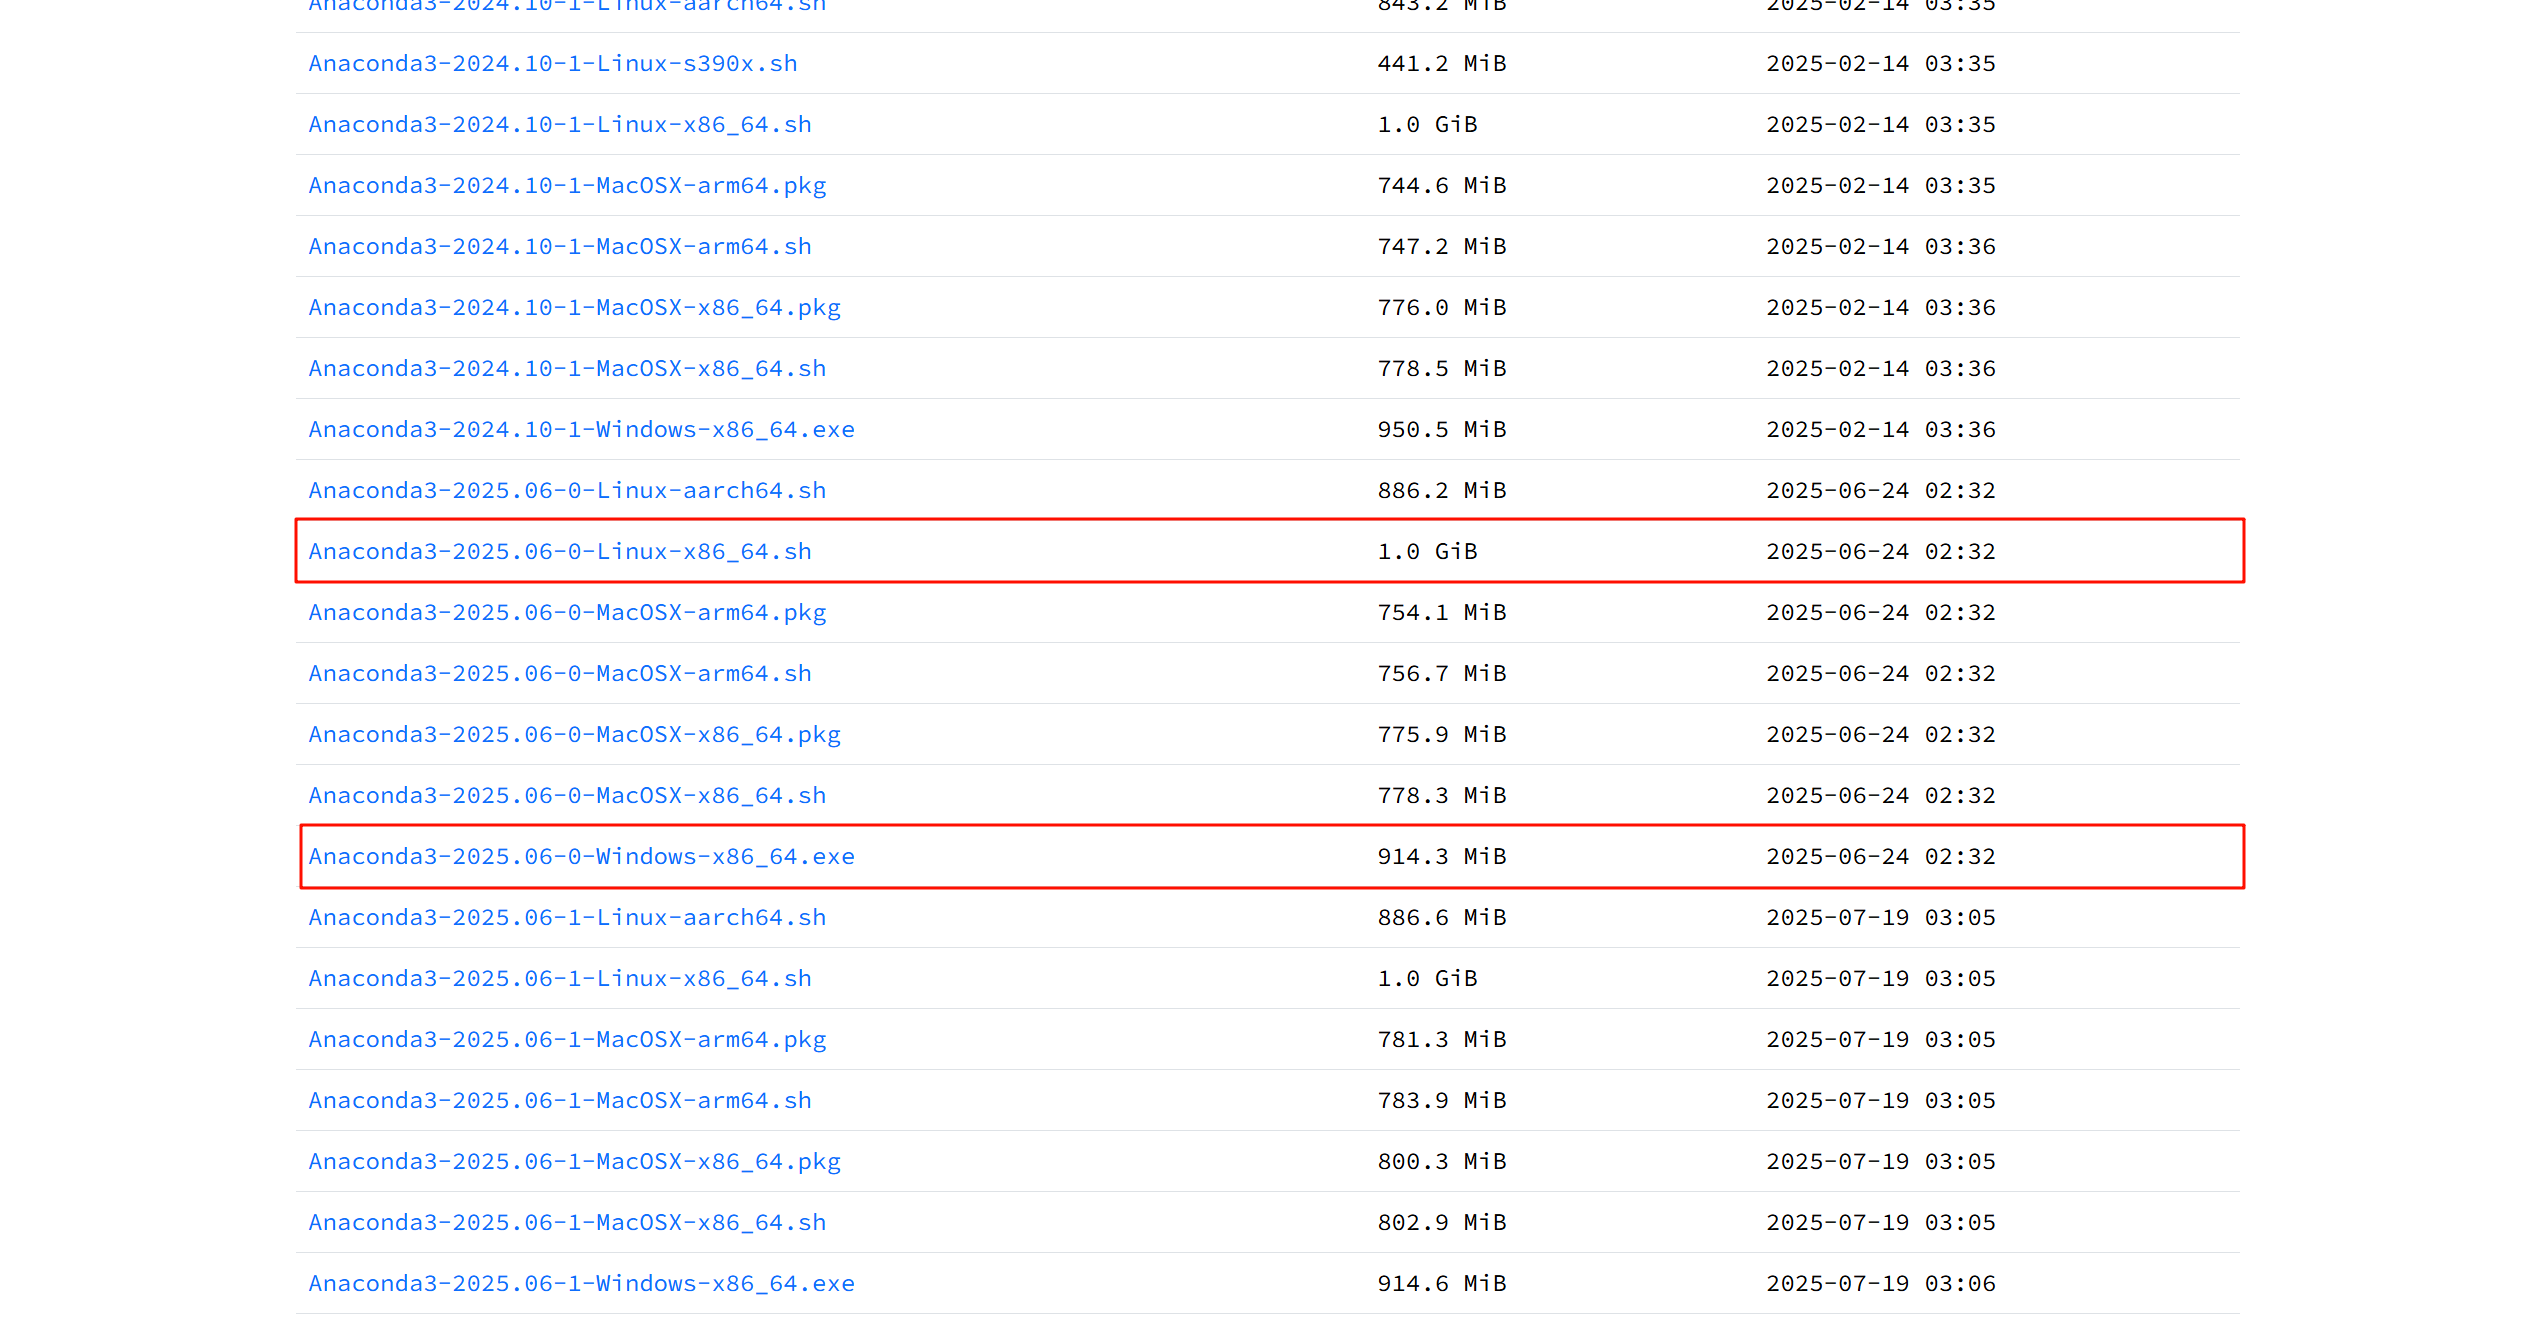 Anaconda3-2024.10-1-Linux-aarch64.sh 843.2 MiB 2025-02-14 03:35
Anaconda3-2024.10-1-Linux-s390x.sh 441.2 MiB 2025-02-14 03:35
Anaconda3-2024.10-1-Linux-x86_64.sh 1.0 GiB 2025-02-14 03:35
Anaconda3-2024.10-1-MacOSX-arm64.pkg 744.6 MiB 2025-02-14 03:35
Anaconda3-2024.10-1-MacOSX-arm64.sh 747.2 MiB 2025-02-14 03:36
Anaconda3-2024.10-1-MacOSX-x86_64.pkg 776.0 MiB 2025-02-14 03:36
Anaconda3-2024.10-1-MacOSX-x86_64.sh 778.5 MiB 2025-02-14 03:36
Anaconda3-2024.10-1-Windows-x86_64.exe 950.5 MiB 2025-02-14 03:36
Anaconda3-2025.06-0-Linux-aarch64.sh 886.2 MiB 2025-06-24 02:32
Anaconda3-2025.06-0-Linux-x86_64.sh 1.0 GiB 2025-06-24 02:32
Anaconda3-2025.06-0-MacOSX-arm64.pkg 754.1 MiB 2025-06-24 02:32
Anaconda3-2025.06-0-MacOSX-arm64.sh 756.7 MiB 2025-06-24 02:32
Anaconda3-2025.06-0-MacOSX-x86_64.pkg 775.9 MiB 2025-06-24 02:32
Anaconda3-2025.06-0-MacOSX-x86_64.sh 778.3 MiB 2025-06-24 02:32
Anaconda3-2025.06-0-Windows-x86_64.exe 914.3 MiB 2025-06-24 02:32
Anaconda3-2025.06-1-Linux-aarch64.sh 886.6 MiB 2025-07-19 03:05
Anaconda3-2025.06-1-Linux-x86_64.sh 1.0 GiB 2025-07-19 03:05
Anaconda3-2025.06-1-MacOSX-arm64.pkg 781.3 MiB 2025-07-19 03:05
Anaconda3-2025.06-1-MacOSX-arm64.sh 783.9 MiB 2025-07-19 03:05
Anaconda3-2025.06-1-MacOSX-x86_64.pkg 800.3 MiB 2025-07-19 03:05
Anaconda3-2025.06-1-MacOSX-x86_64.sh 802.9 MiB 2025-07-19 03:05
Anaconda3-2025.06-1-Windows-x86_64.exe 914.6 MiB 2025-07-19 03:06